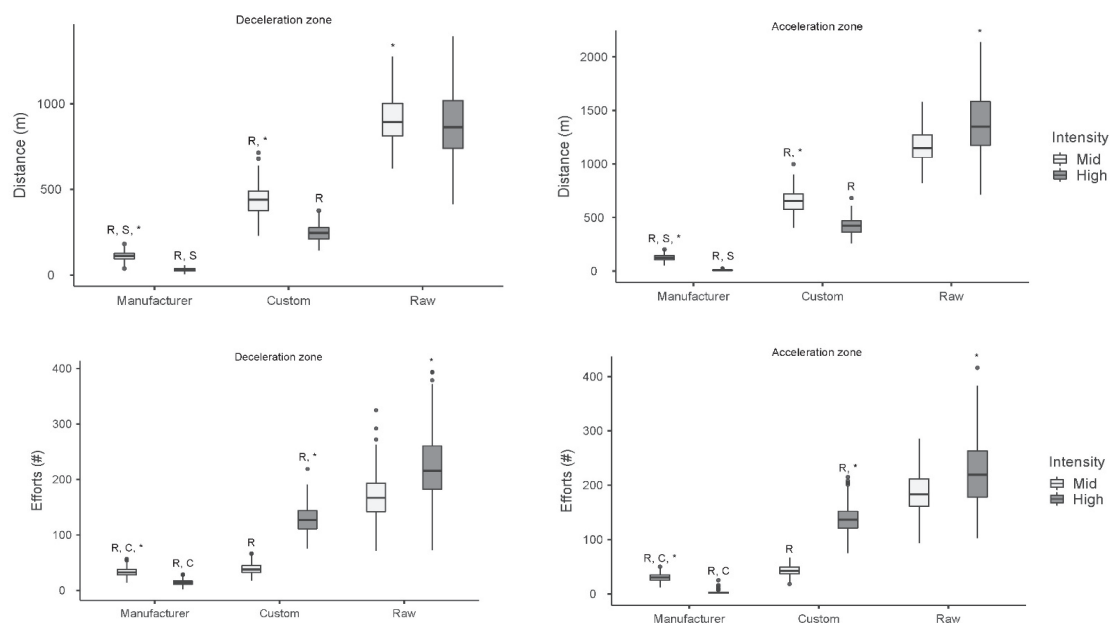 Deceleration zone
Distance (m)
1000
500
0
R, S, *
R, S
R, *
R
*
Manufacturer
Custom
Raw
Acceleration zone
Distance (m)
2000
1500
1000
500
0
R, S, *
R, S
R, *
R
*
Manufacturer
Custom
Raw
Intensity
Mid
High
Deceleration zone
Efforts (#)
400
300
200
100
0
R, C, *
R, C
R
R, *
*
Manufacturer
Custom
Raw
Acceleration zone
Efforts (#)
400
300
200
100
0
R, C, *
R, C
R
R, *
*
Manufacturer
Custom
Raw
Intensity
Mid
High